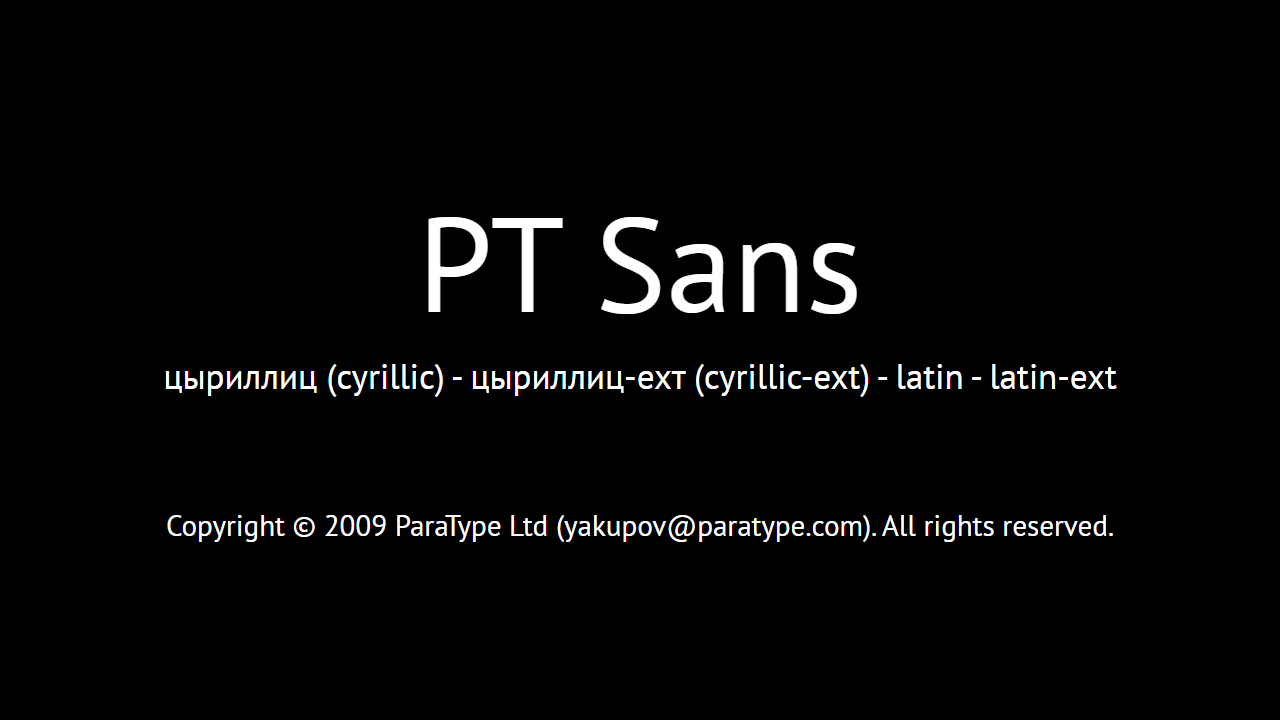 PT Sans
цыриллиц (cyrillic) - цыриллиц-ехт (cyrillic-ext) - latin - latin-ext
Copyright © 2009 ParaType Ltd (yakupov@paratype.com). All rights reserved.